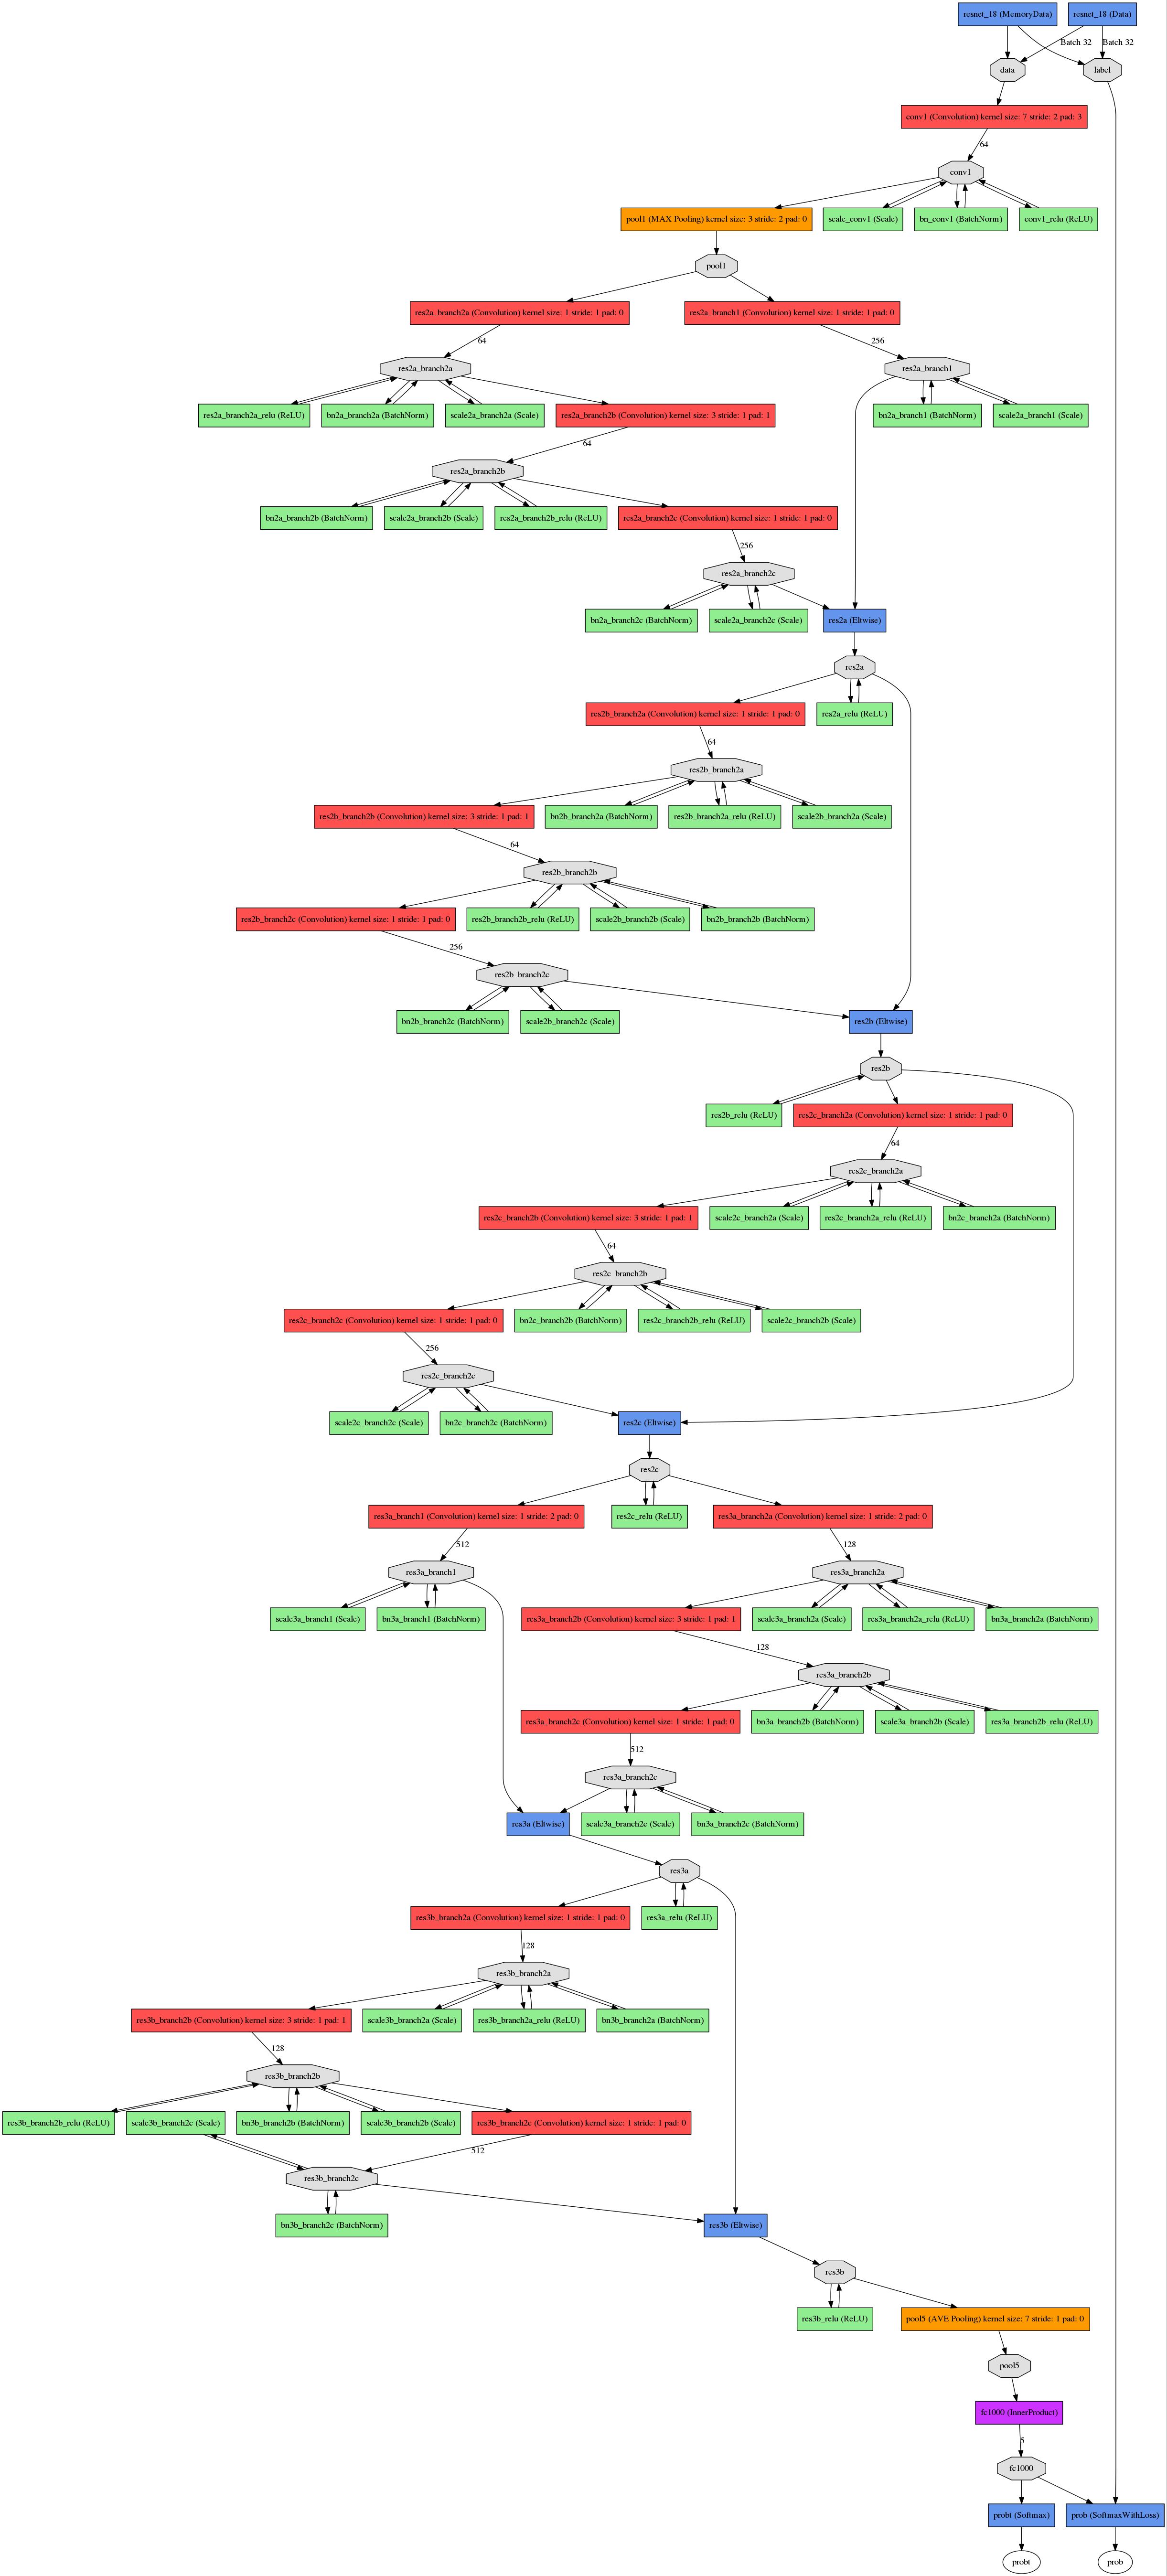 resnet_18 (MemoryData)
resnet_18 (Data)
Batch 32
Batch 32
data
label
conv1 (Convolution) kernel size: 7 stride: 2 pad: 3
64
conv1
pool1 (MAX Pooling) kernel size: 3 stride: 2 pad: 0
scale_conv1 (Scale)
bn_conv1 (BatchNorm)
conv1_relu (ReLU)
pool1
res2a_branch2a (Convolution) kernel size: 1 stride: 1 pad: 0
res2a_branch1 (Convolution) kernel size: 1 stride: 1 pad: 0
64
256
res2a_branch2a
res2a_branch1
res2a_branch2a_relu (ReLU)
bn2a_branch2a (BatchNorm)
scale2a_branch2a (Scale)
res2a_branch2b (Convolution) kernel size: 3 stride: 1 pad: 1
bn2a_branch1 (BatchNorm)
scale2a_branch1 (Scale)
64
res2a_branch2b
bn2a_branch2b (BatchNorm)
scale2a_branch2b (Scale)
res2a_branch2b_relu (ReLU)
res2a_branch2c (Convolution) kernel size: 1 stride: 1 pad: 0
256
res2a_branch2c
bn2a_branch2c (BatchNorm)
scale2a_branch2c (Scale)
res2a (Eltwise)
res2a
res2b_branch2a (Convolution) kernel size: 1 stride: 1 pad: 0
res2a_relu (ReLU)
64
res2b_branch2a
res2b_branch2b (Convolution) kernel size: 3 stride: 1 pad: 1
bn2b_branch2a (BatchNorm)
res2b_branch2a_relu (ReLU)
scale2b_branch2a (Scale)
64
res2b_branch2b
res2b_branch2c (Convolution) kernel size: 1 stride: 1 pad: 0
res2b_branch2b_relu (ReLU)
scale2b_branch2b (Scale)
bn2b_branch2b (BatchNorm)
256
res2b_branch2c
bn2b_branch2c (BatchNorm)
scale2b_branch2c (Scale)
res2b (Eltwise)
res2b
res2b_relu (ReLU)
res2c_branch2a (Convolution) kernel size: 1 stride: 1 pad: 0
64
res2c_branch2a
res2c_branch2b (Convolution) kernel size: 3 stride: 1 pad: 1
scale2c_branch2a (Scale)
res2c_branch2a_relu (ReLU)
bn2c_branch2a (BatchNorm)
64
res2c_branch2b
res2c_branch2c (Convolution) kernel size: 1 stride: 1 pad: 0
bn2c_branch2b (BatchNorm)
res2c_branch2b_relu (ReLU)
scale2c_branch2b (Scale)
256
res2c_branch2c
scale2c_branch2c (Scale)
bn2c_branch2c (BatchNorm)
res2c (Eltwise)
res2c
res3a_branch1 (Convolution) kernel size: 1 stride: 2 pad: 0
res2c_relu (ReLU)
res3a_branch2a (Convolution) kernel size: 1 stride: 2 pad: 0
512
128
res3a_branch1
res3a_branch2a
scale3a_branch1 (Scale)
bn3a_branch1 (BatchNorm)
res3a_branch2b (Convolution) kernel size: 3 stride: 1 pad: 1
scale3a_branch2a (Scale)
res3a_branch2a_relu (ReLU)
bn3a_branch2a (BatchNorm)
128
res3a_branch2b
res3a_branch2c (Convolution) kernel size: 1 stride: 1 pad: 0
bn3a_branch2b (BatchNorm)
scale3a_branch2b (Scale)
res3a_branch2b_relu (ReLU)
512
res3a_branch2c
res3a (Eltwise)
scale3a_branch2c (Scale)
bn3a_branch2c (BatchNorm)
res3a
res3b_branch2a (Convolution) kernel size: 1 stride: 1 pad: 0
res3a_relu (ReLU)
128
res3b_branch2a
res3b_branch2b (Convolution) kernel size: 3 stride: 1 pad: 1
scale3b_branch2a (Scale)
res3b_branch2a_relu (ReLU)
bn3b_branch2a (BatchNorm)
128
res3b_branch2b
res3b_branch2b_relu (ReLU)
scale3b_branch2c (Scale)
bn3b_branch2b (BatchNorm)
scale3b_branch2b (Scale)
res3b_branch2c (Convolution) kernel size: 1 stride: 1 pad: 0
512
res3b_branch2c
bn3b_branch2c (BatchNorm)
res3b (Eltwise)
res3b
res3b_relu (ReLU)
pool5 (AVE Pooling) kernel size: 7 stride: 1 pad: 0
pool5
fc1000 (InnerProduct)
5
fc1000
probt (Softmax)
prob (SoftmaxWithLoss)
probt
prob